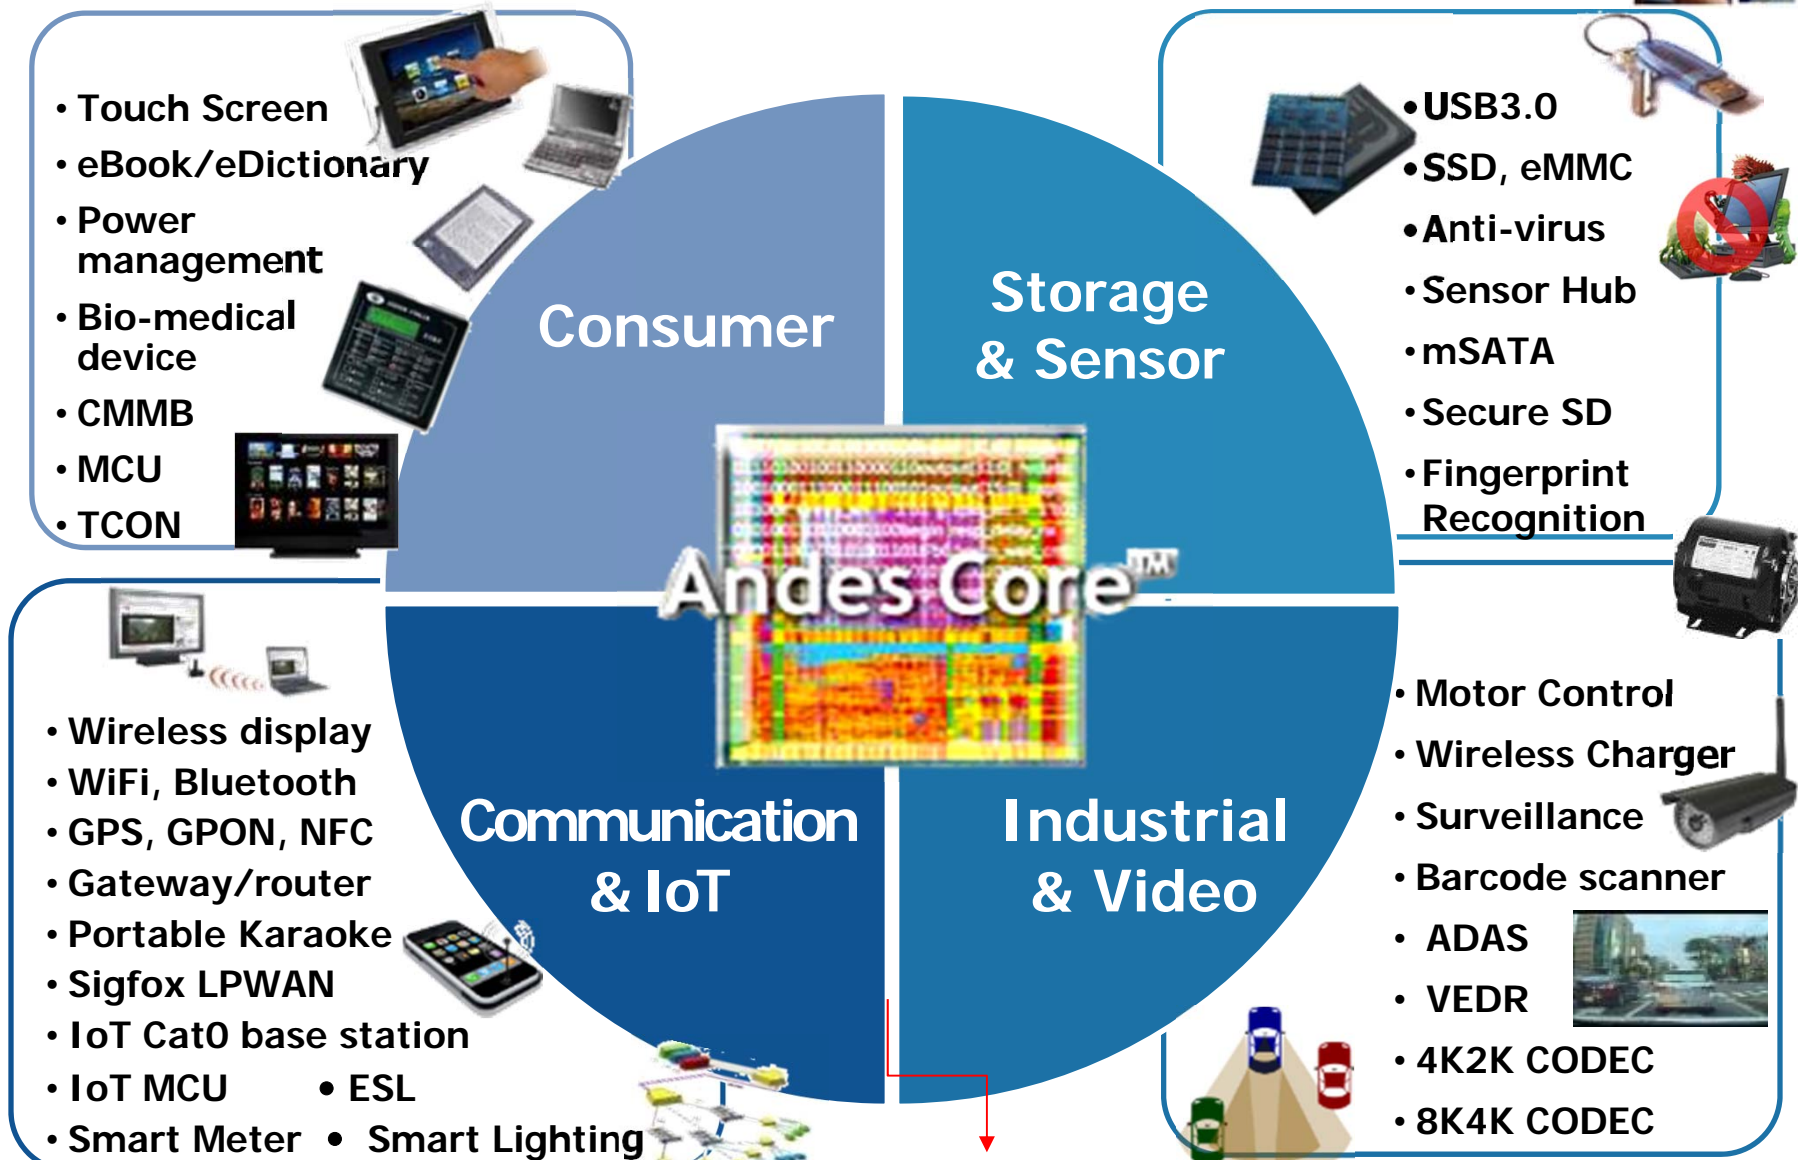 • Touch Screen
• eBook/eDictionary
• Power
management
• Bio-medical
device
• CMMB
• MCU
• TCON
Consumer
Storage
& Sensor
• USB3.0
• SSD, eMMC
• Anti-virus
• Sensor Hub
• mSATA
• Secure SD
• Fingerprint
Recognition
Andes Core™
• Wireless display
• WiFi, Bluetooth
• GPS, GPON, NFC
• Gateway/router
• Portable Karaoke
• Sigfox LPWAN
• IoT Cat0 base station
• IoT MCU • ESL
• Smart Meter • Smart Lighting
Communication
& IoT
Industrial
& Video
• Motor Control
• Wireless Charger
• Surveillance
• Barcode scanner
• ADAS
• VEDR
• 4K2K CODEC
• 8K4K CODEC